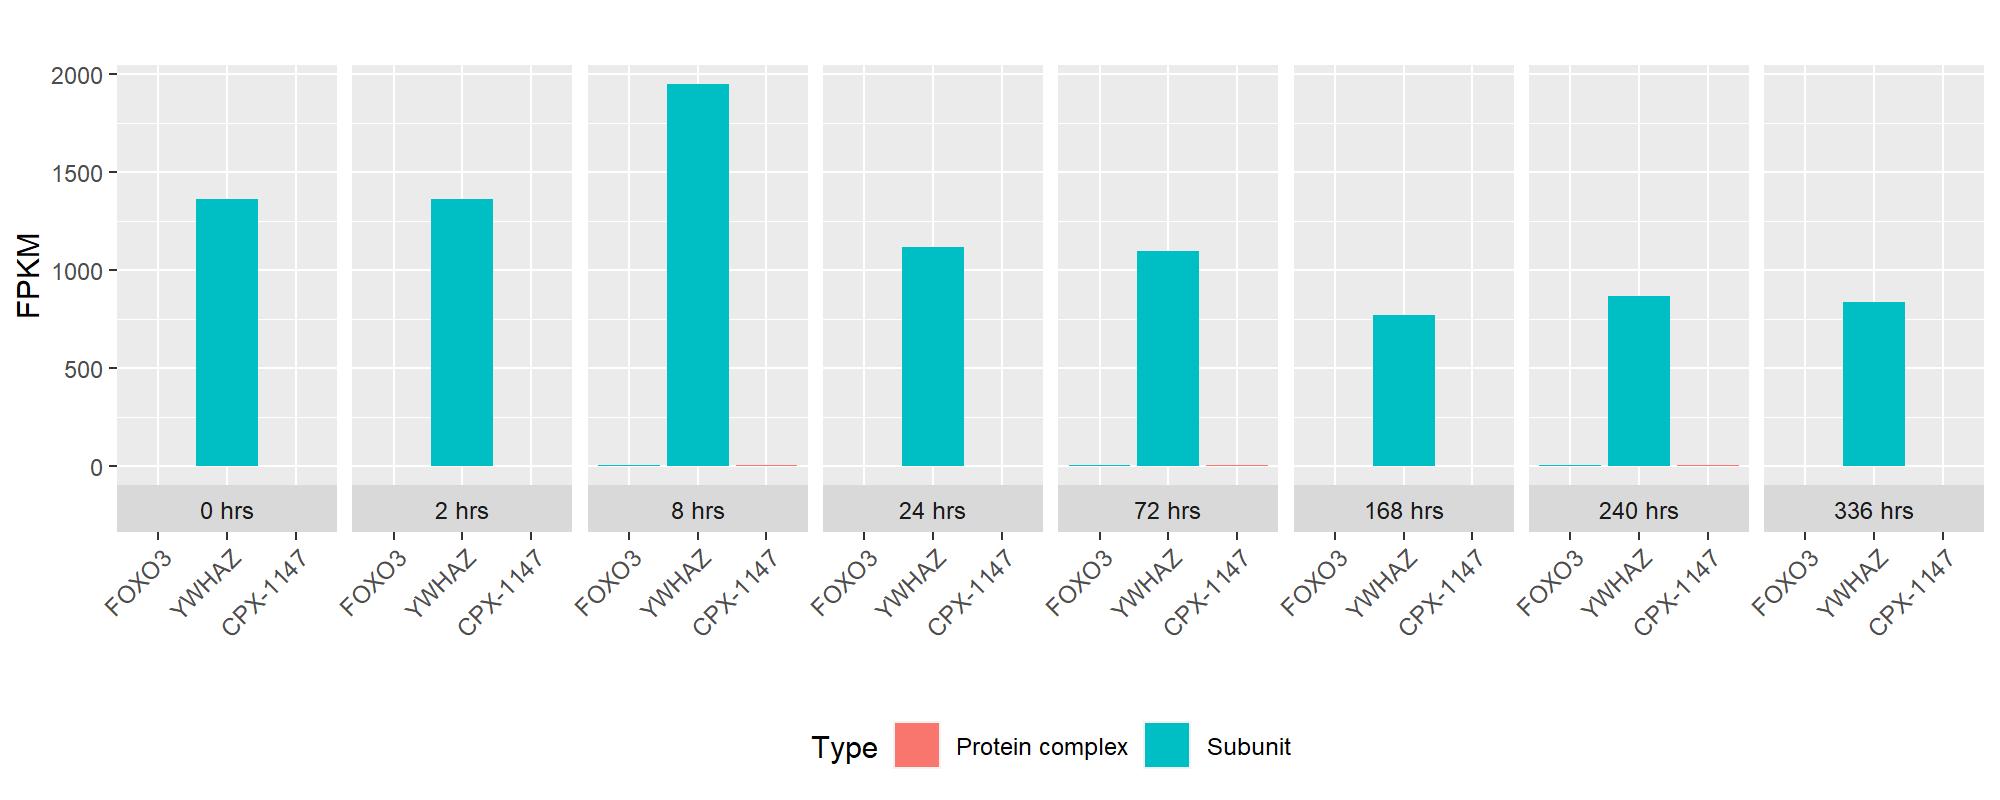 FPKM
2000
1500
1000
500
0
0 hrs 2 hrs 8 hrs 24 hrs 72 hrs 168 hrs 240 hrs 336 hrs
FOXO3 YWHAZ CPX-1147 FOXO3 YWHAZ CPX-1147 FOXO3 YWHAZ CPX-1147 FOXO3 YWHAZ CPX-1147 FOXO3 YWHAZ CPX-1147 FOXO3 YWHAZ CPX-1147 FOXO3 YWHAZ CPX-1147 FOXO3 YWHAZ CPX-1147
Type Protein complex Subunit